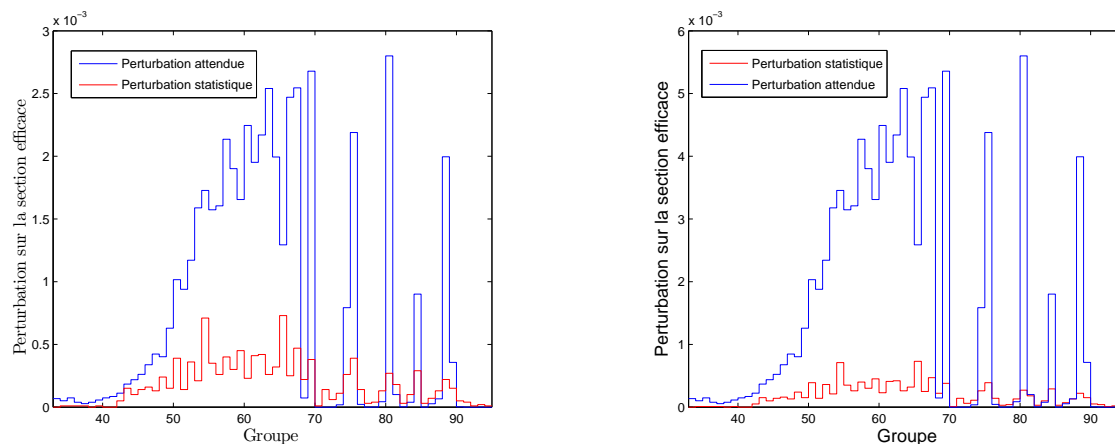 x 10⁻³
3
2.5
2
1.5
1
0.5
0
40 50 60 70 80 90
Groupe
Perturbation sur la section efficace
Perturbation attendue
Perturbation statistique
x 10⁻³
6
5
4
3
2
1
0
40 50 60 70 80 90
Groupe
Perturbation sur la section efficace
Perturbation statistique
Perturbation attendue